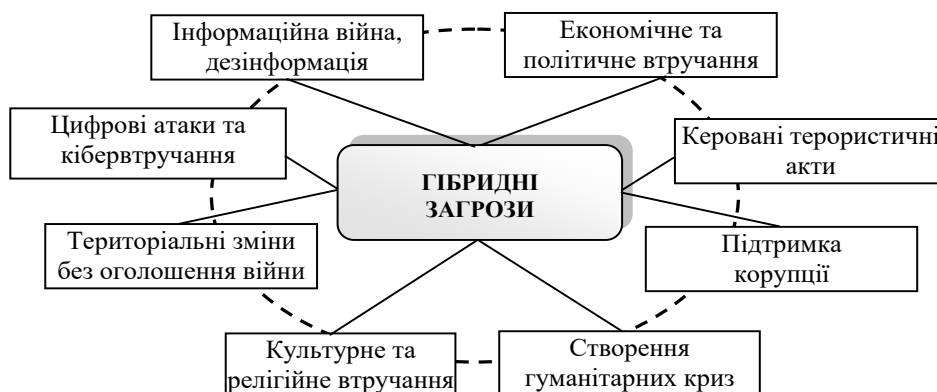 Інформаційна війна,
дезінформація
Економічне та
політичне втручання
Цифрові атаки та
кібервтручання
ГІБРИДНІ
ЗАГРОЗИ
Керовані терористичні
акти
Територіальні зміни
без оголошення війни
Підтримка
корупції
Культурне та
релігійне втручання
Створення
гуманітарних криз